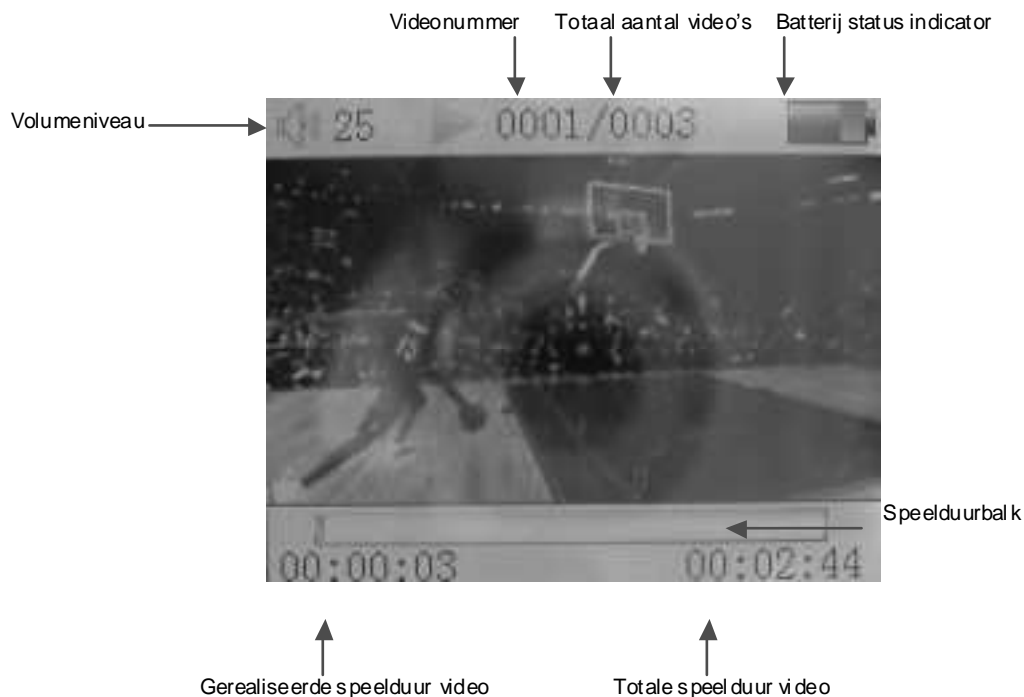 Videonummer Totaal aantal video's Batterij status indicator
Volumeniveau
25 0001/0003
Speelduurbalk
00:00:03 00:02:44
Gerealiseerde speelduur video Totale speelduur video